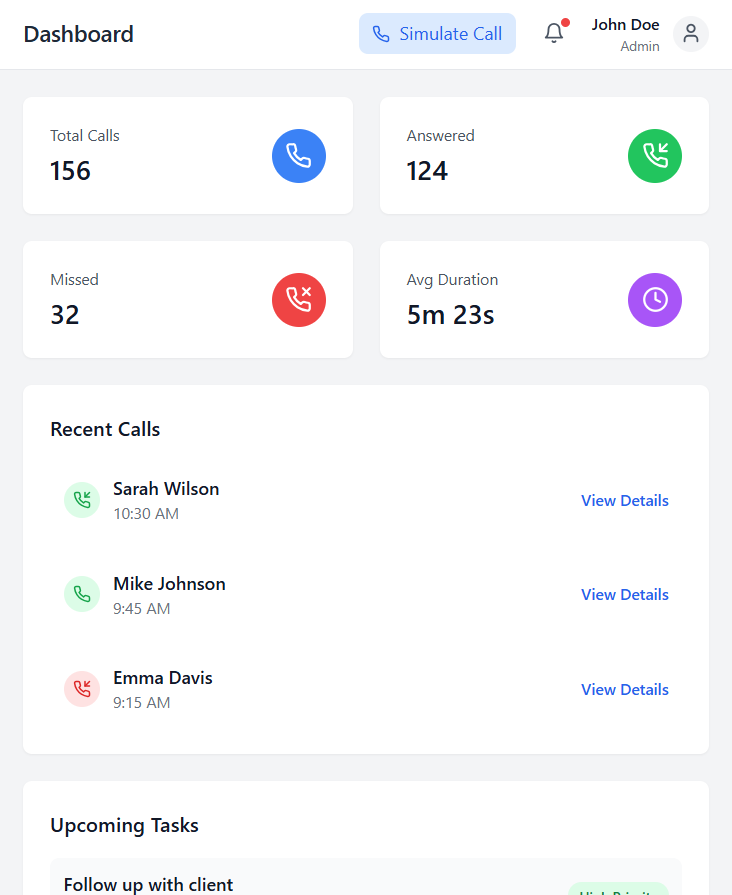 Dashboard
Simulate Call
John Doe
Admin
Total Calls
156
Answered
124
Missed
32
Avg Duration
5m 23s
Recent Calls
Sarah Wilson
10:30 AM
View Details
Mike Johnson
9:45 AM
View Details
Emma Davis
9:15 AM
View Details
Upcoming Tasks
Follow up with client
High Priority